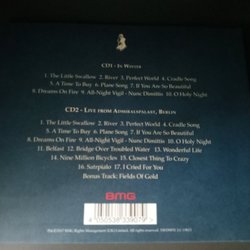 CD1 - In Winter
1. The Little Swallow 2. River 3. Perfect World 4. Cradle Song
5. A Time To Buy 6. Plane Song 7. If You Are So Beautiful
8. Dreams On Fire 9. All-Night Vigil - Nunc Dimittis 10. O Holy Night
CD2 - Live from Admiralspalast, Berlin
1. The Little Swallow 2. River 3. Perfect World 4. Cradle Song
5. A Time To Buy 6. Plane Song 7. If You Are So Beautiful
8. Dreams On Fire 9. All-Night Vigil - Nunc Dimittis 10. O Holy Night
11. Belfast 12. Bridge Over Troubled Water 13. Wonderful Life
14. Nine Million Bicycles 15. Closest Thing To Crazy
16. Satrpialo 17. I Cried For You
Bonus Track: Fields Of Gold
BMG
4 050538 339079